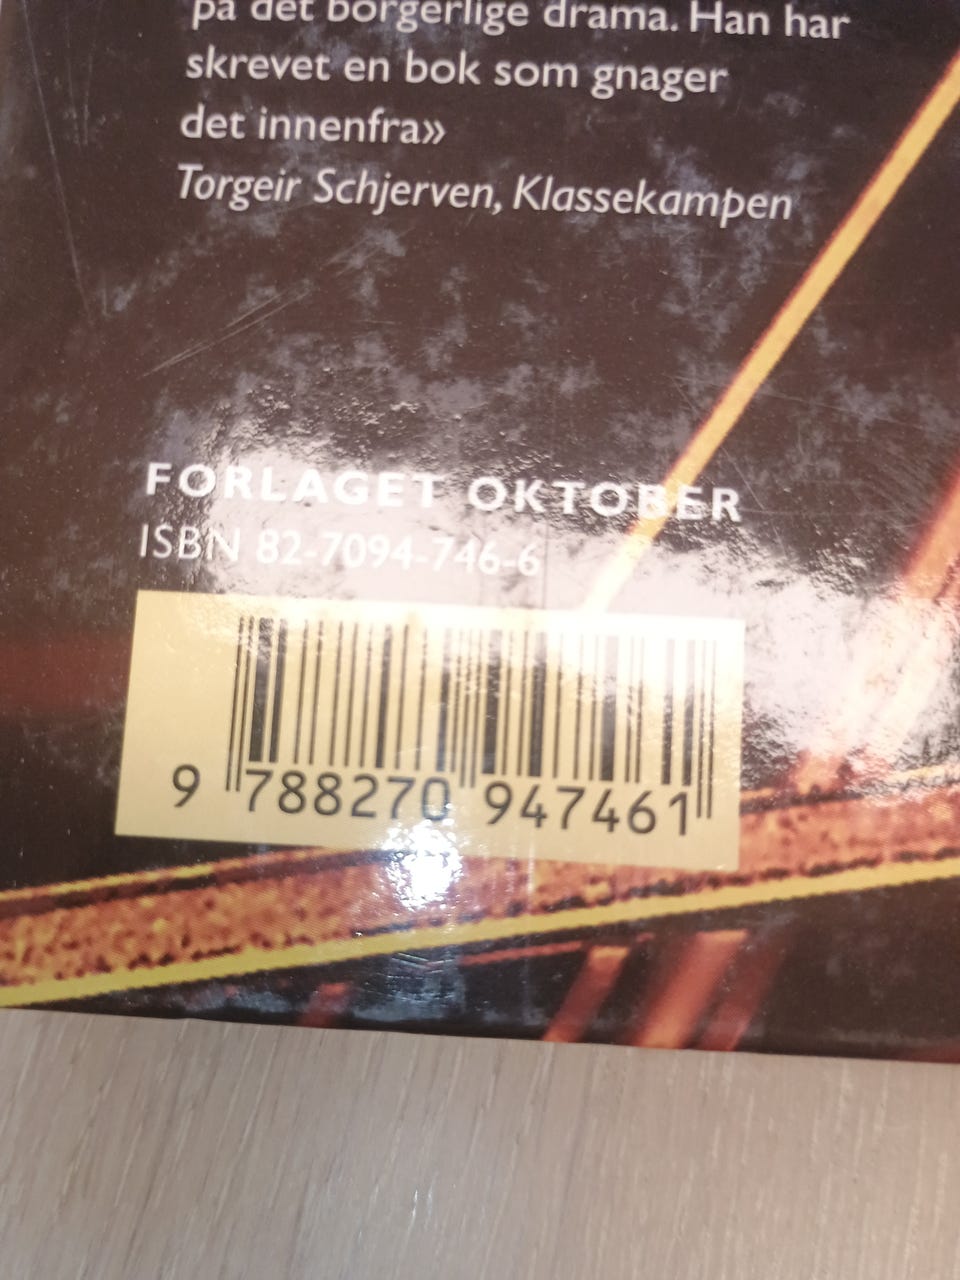 på det borgerlige drama. Han har
skrevet en bok som gnager
det innenfra»
Torgeir Schjerven, Klassekampen
FORLAGET OKTOBER
ISBN 82-7094-746-6
9 788270 947461